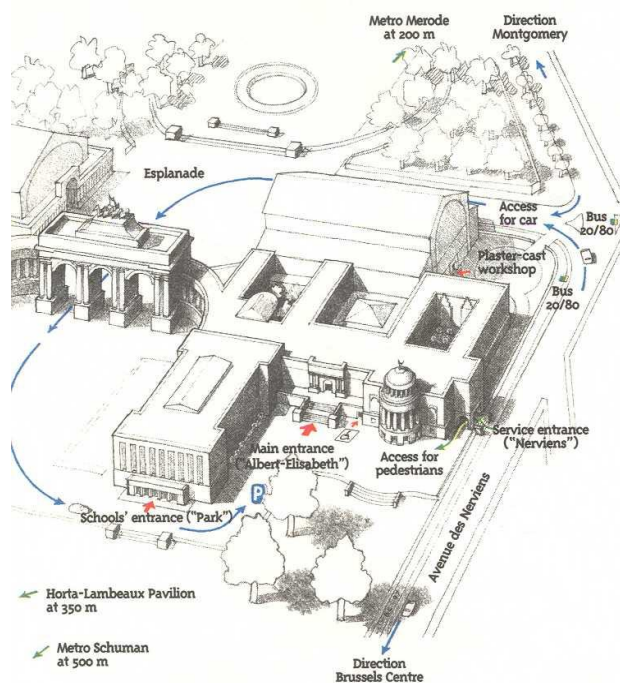 Metro Merode
at 200 m
Direction
Montgomery
Esplanade
Access
for car
Bus
20/80
Plaster-cast
workshop
Bus
20/80
Main entrance
("Albert-Elisabeth")
Access for
pedestrians
Service entrance
("Nerviens")
Schools' entrance ("Park")
P
Avenue des Nerviens
Horta-Lambeaux Pavilion
at 350 m
Metro Schuman
at 500 m
Direction
Brussels Centre